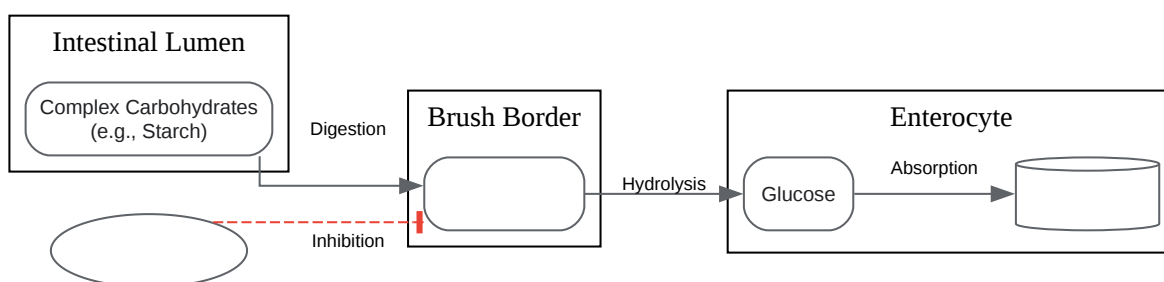 Intestinal Lumen
Complex Carbohydrates
(e.g., Starch)
Digestion
Inhibition
Brush Border
Hydrolysis
Enterocyte
Glucose
Absorption